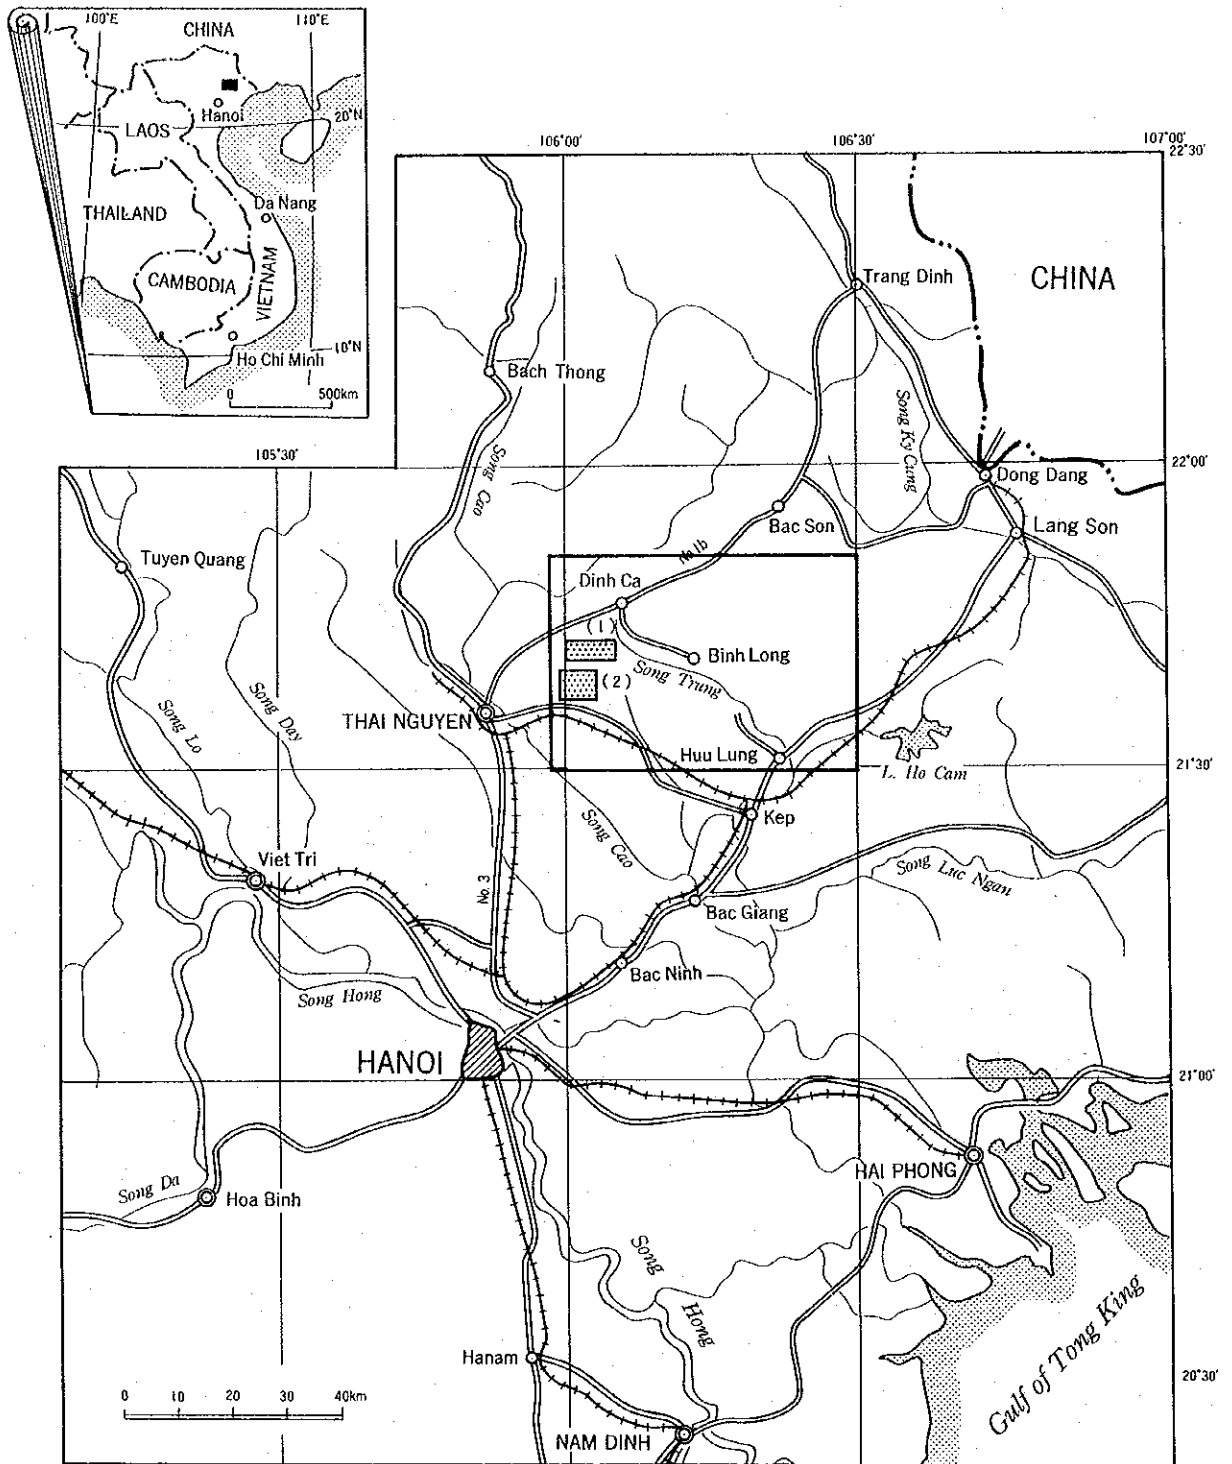 100°E
110°E
CHINA
Hanoi
20°N
LAOS
Da Nang
THAILAND
CAMBODIA
VIETNAM
Ho Chi Minh
10°N
0 500km
106°00'
106°30'
107°00'
22°30'
Trang Dinh
CHINA
Bach Thong
Song Ky Cung
105°30'
Song Cao
22°00'
Dong Dang
Bac Son
Lang Son
Tuyen Quang
No 1b
Dinh Ca
(1)
Binh Long
Song Trung
(2)
Song Day
Song Lo
THAI NGUYEN
Huu Lung
L. Ho Cam
21°30'
Kep
Song Cao
Viet Tri
Song Luc Ngan
No. 3
Bac Giang
Bac Ninh
Song Hong
HANOI
21°00'
HAI PHONG
Song Da
Hoa Binh
Song
Hong
Gulf of Tong King
Hanam
20°30'
0 10 20 30 40km
NAM DINH